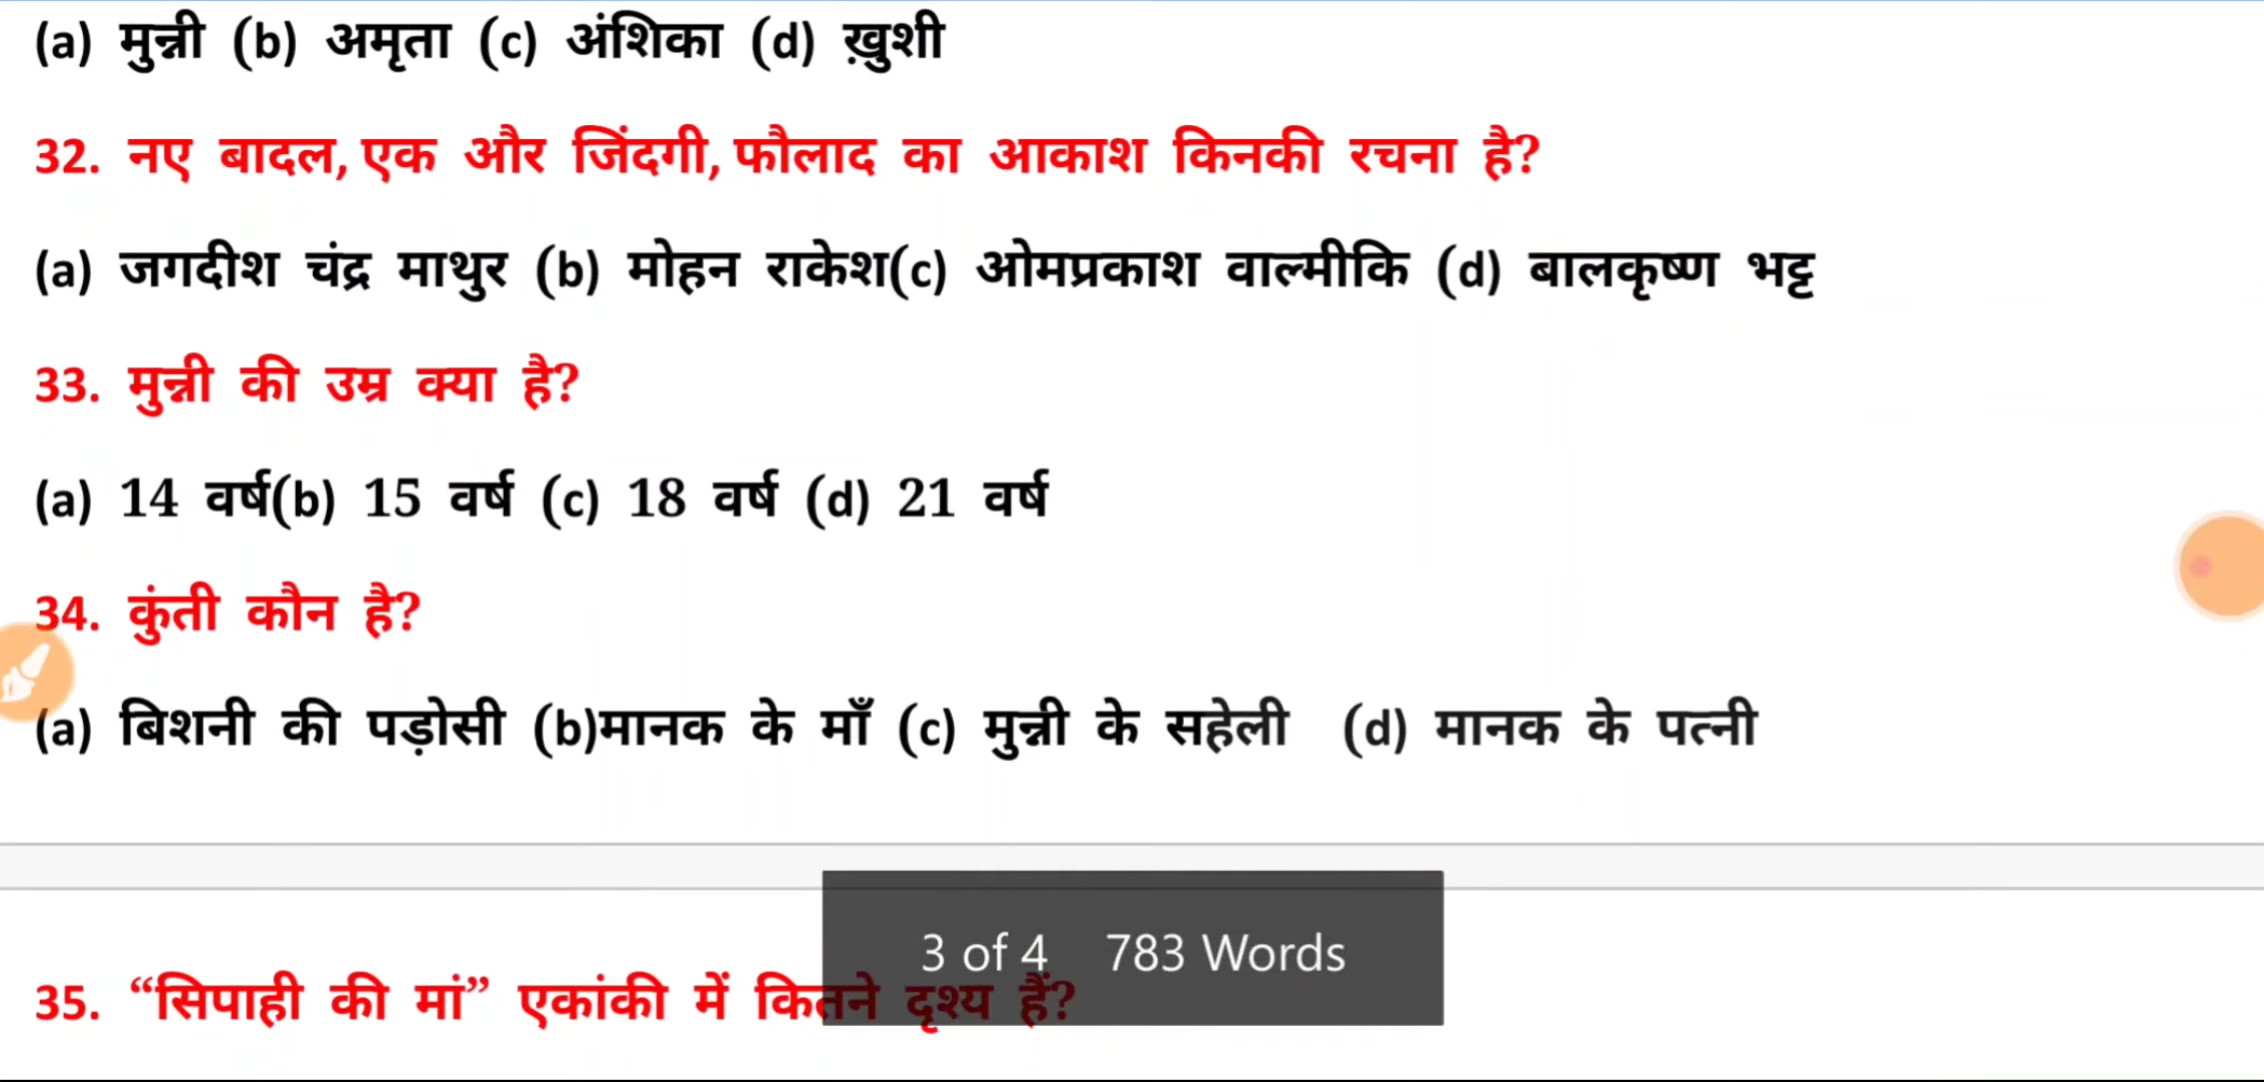 (a) मुन्नी (b) अमृता (c) अंशिका (d) ख़ुशी
32. नए बादल, एक और जिंदगी, फौलाद का आकाश किनकी रचना है?
(a) जगदीश चंद्र माथुर (b) मोहन राकेश(c) ओमप्रकाश वाल्मीकि (d) बालकृष्ण भट्ट
33. मुन्नी की उम्र क्या है?
(a) 14 वर्ष(b) 15 वर्ष (c) 18 वर्ष (d) 21 वर्ष
34. कुंती कौन है?
(a) बिशनी की पड़ोसी (b)मानक के माँ (c) मुन्नी के सहेली (d) मानक के पत्नी
3 of 4 783 Words
35. “सिपाही की मां” एकांकी में कितने दृश्य हैं?